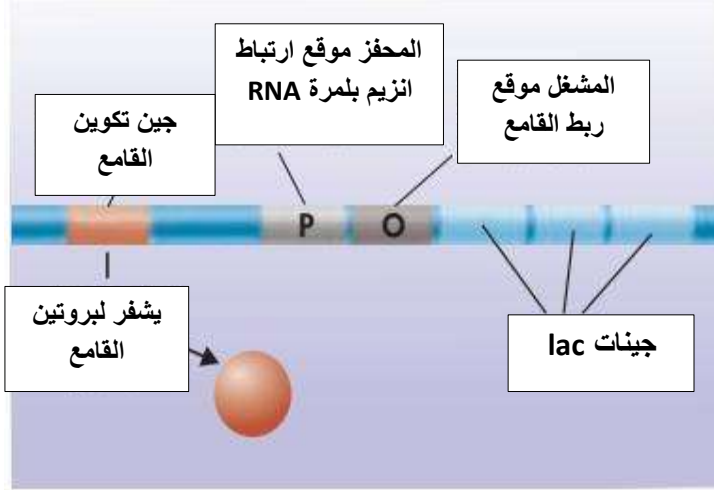 المحفز موقع ارتباط
انزيم بلمرة RNA
المشغل موقع
ربط القامع
جين تكوين
القامع
P
O
يشفر لبروتين
القامع
جينات lac